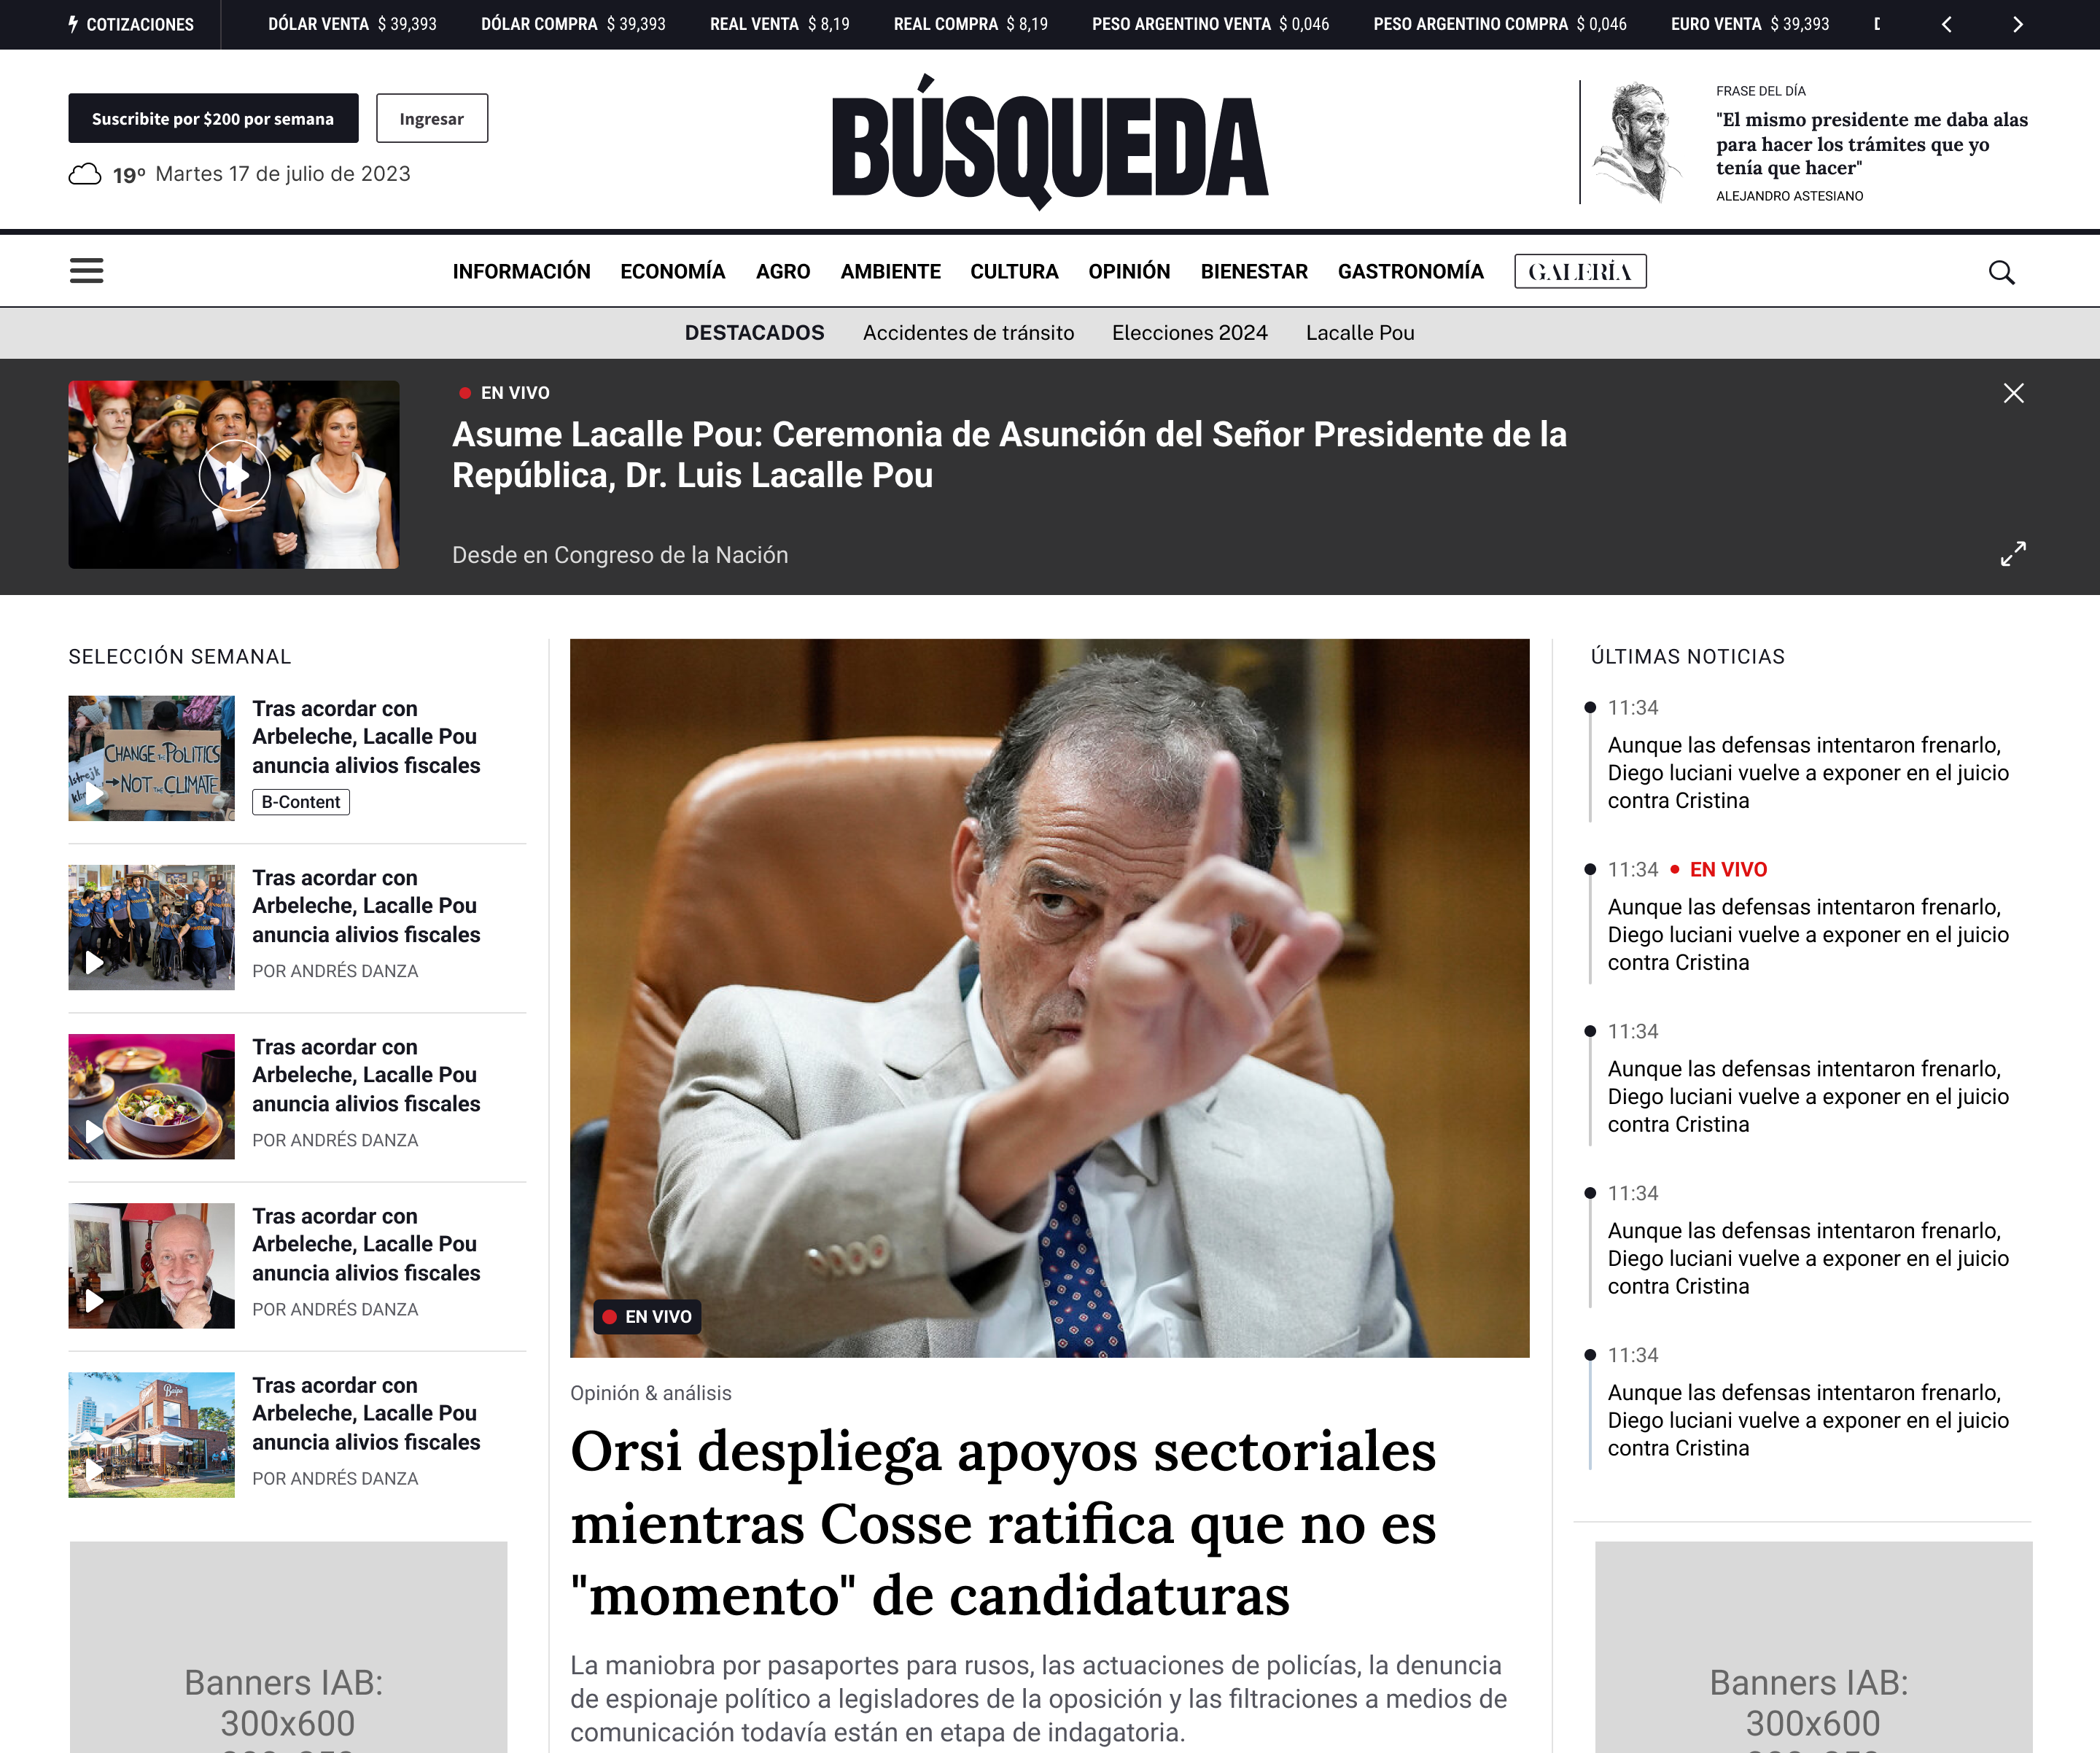 COTIZACIONES
DÓLAR VENTA $ 39,393 DÓLAR COMPRA $ 39,393 REAL VENTA $ 8,19 REAL COMPRA $ 8,19 PESO ARGENTINO VENTA $ 0,046 PESO ARGENTINO COMPRA $ 0,046 EURO VENTA $ 39,393
Suscribite por $200 por semana
Ingresar
19º Martes 17 de julio de 2023
BÚSQUEDA
FRASE DEL DÍA
"El mismo presidente me daba alas
para hacer los trámites que yo
tenía que hacer"
ALEJANDRO ASTESIANO
INFORMACIÓN ECONOMÍA AGRO AMBIENTE CULTURA OPINIÓN BIENESTAR GASTRONOMÍA GALERÍA
DESTACADOS Accidentes de tránsito Elecciones 2024 Lacalle Pou
EN VIVO
Asume Lacalle Pou: Ceremonia de Asunción del Señor Presidente de la
República, Dr. Luis Lacalle Pou
Desde en Congreso de la Nación
SELECCIÓN SEMANAL
CHANGE THE POLITICS
NOT THE CLIMATE
Tras acordar con
Arbeleche, Lacalle Pou
anuncia alivios fiscales
B-Content
Tras acordar con
Arbeleche, Lacalle Pou
anuncia alivios fiscales
POR ANDRÉS DANZA
Tras acordar con
Arbeleche, Lacalle Pou
anuncia alivios fiscales
POR ANDRÉS DANZA
Tras acordar con
Arbeleche, Lacalle Pou
anuncia alivios fiscales
POR ANDRÉS DANZA
Tras acordar con
Arbeleche, Lacalle Pou
anuncia alivios fiscales
POR ANDRÉS DANZA
Banners IAB:
300x600
EN VIVO
Opinión & análisis
Orsi despliega apoyos sectoriales
mientras Cosse ratifica que no es
"momento" de candidaturas
La maniobra por pasaportes para rusos, las actuaciones de policías, la denuncia
de espionaje político a legisladores de la oposición y las filtraciones a medios de
comunicación todavía están en etapa de indagatoria.
ÚLTIMAS NOTICIAS
11:34
Aunque las defensas intentaron frenarlo,
Diego luciani vuelve a exponer en el juicio
contra Cristina
11:34 EN VIVO
Aunque las defensas intentaron frenarlo,
Diego luciani vuelve a exponer en el juicio
contra Cristina
11:34
Aunque las defensas intentaron frenarlo,
Diego luciani vuelve a exponer en el juicio
contra Cristina
11:34
Aunque las defensas intentaron frenarlo,
Diego luciani vuelve a exponer en el juicio
contra Cristina
11:34
Aunque las defensas intentaron frenarlo,
Diego luciani vuelve a exponer en el juicio
contra Cristina
Banners IAB:
300x600